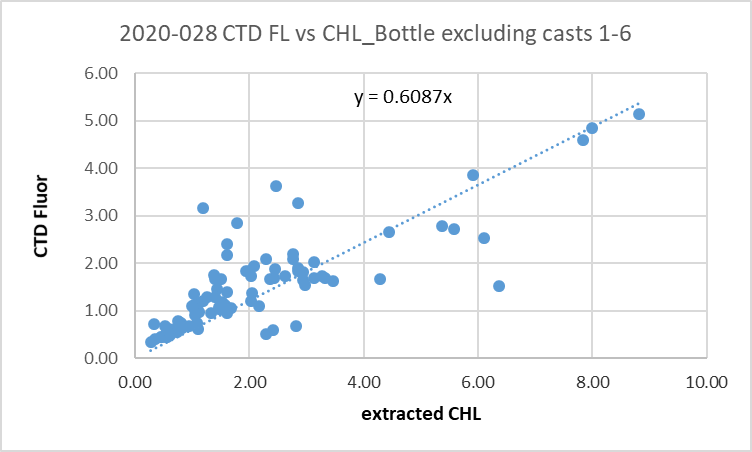 2020-028 CTD FL vs CHL_Bottle excluding casts 1-6
6.00
y = 0.6087x
5.00
4.00
3.00
2.00
1.00
0.00
CTD Fluor
0.00 2.00 4.00 6.00 8.00 10.00
extracted CHL